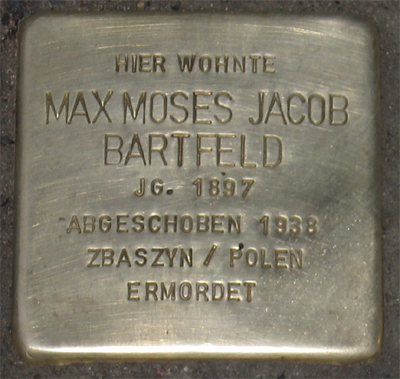 HIER WOHNTE
MAX MOSES JACOB
BARTFELD
JG. 1897
ABGESCHOBEN 1938
ZBASZYN / POLEN
ERMORDET